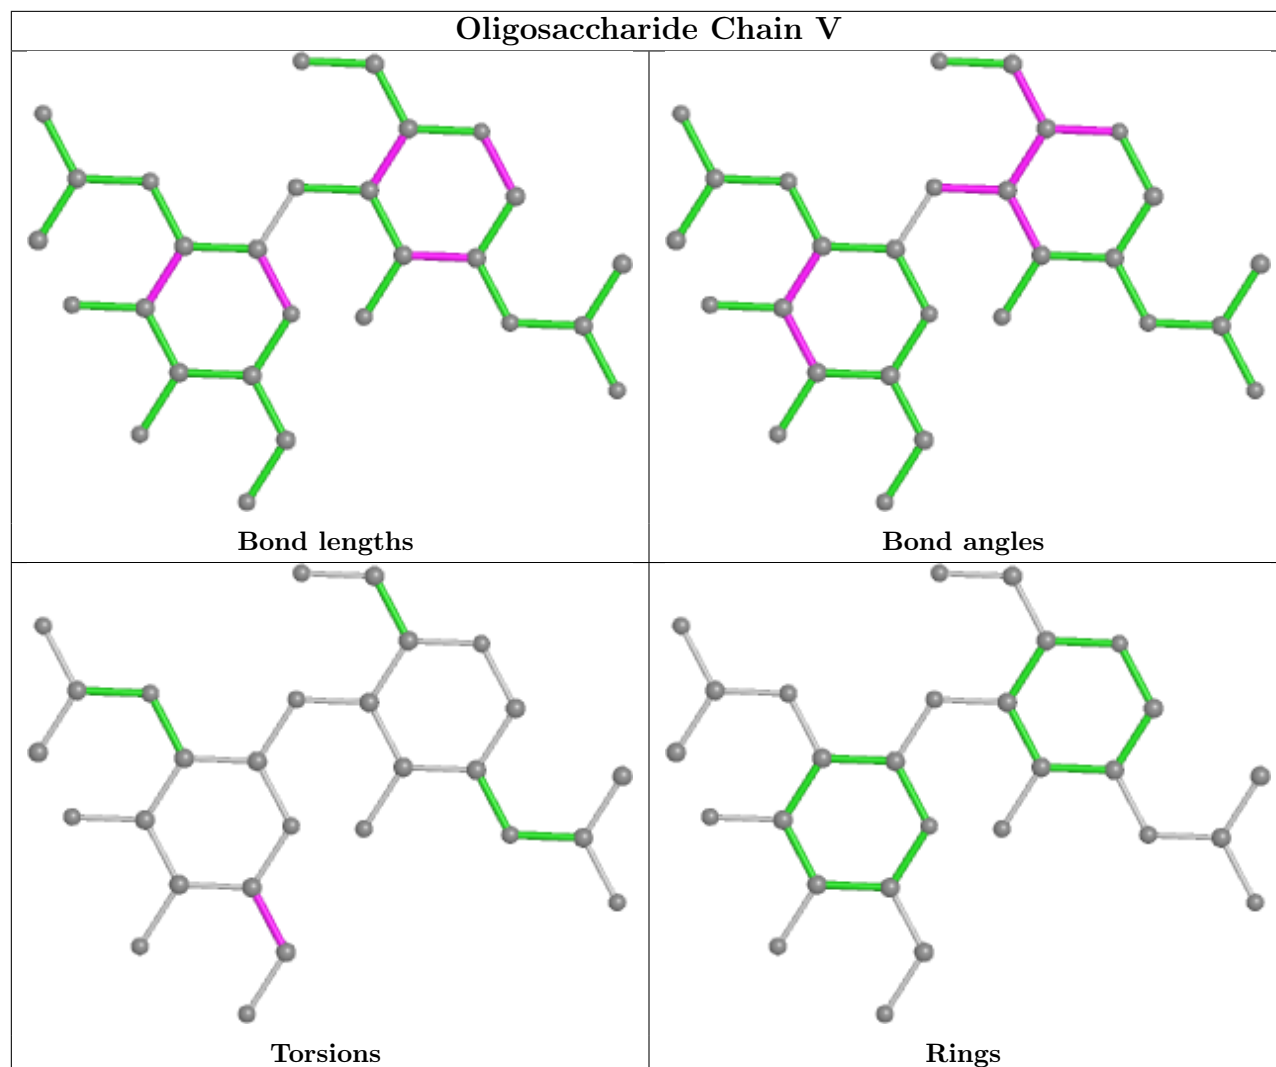 Oligosaccharide Chain V
Bond lengths
Bond angles
Torsions
Rings